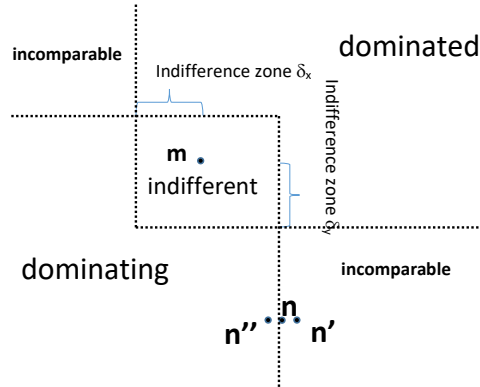 incomparable
dominated
Indifference zone δx
Indifference zone δy
m
indifferent
dominating
incomparable
n
n'' n'